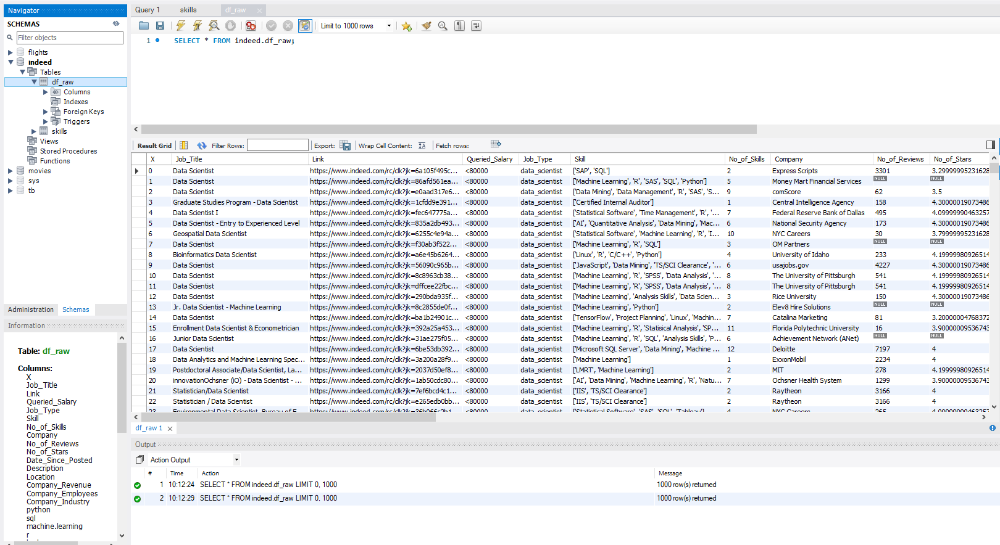 Navigator
SCHEMAS
Filter objects
flights
indeed
Tables
df_raw
Columns
Indexes
Foreign Keys
Triggers
skills
Views
Stored Procedures
Functions
movies
sys
tb
Administration Schemas
Information
Table: df_raw
Columns:
X
Job_Title
Link
Queried_Salary
Job_Type
Skill
No_of_Skills
Company
No_of_Reviews
No_of_Stars
Date_Since_Posted
Description
Location
Company_Revenue
Company_Employees
Company_Industry
python
sql
machine.learning
r
Query 1 skills df_raw
Limit to 1000 rows
1 SELECT * FROM indeed.df_raw;
Result Grid Filter Rows: Export: Wrap Cell Content: Fetch rows:
X Job_Title Link Queried_Salary Job_Type Skill No_of_Skills Company No_of_Reviews No_of_Stars
0 Data Scientist https://www.indeed.com/rc/clk?jk=6a105f495c... <80000 data_scientist ['SAP', 'SQL'] 2 Express Scripts 3301 3.29999995231628
1 Data Scientist https://www.indeed.com/rc/clk?jk=86afd561ea... <80000 data_scientist ['Machine Learning', 'R', 'SAS', 'SQL', 'Python'] 5 Money Mart Financial Services NULL NULL
2 Data Scientist https://www.indeed.com/rc/clk?jk=e0aad317e6... <80000 data_scientist ['Data Mining', 'Data Management', 'R', 'SAS', 'S... 9 comScore 62 3.5
3 Graduate Studies Program - Data Scientist https://www.indeed.com/rc/clk?jk=1cfdd9e391... <80000 data_scientist ['Certified Internal Auditor'] 1 Central Intelligence Agency 158 4.30000019073486
4 Data Scientist I https://www.indeed.com/rc/clk?jk=fec647775a... <80000 data_scientist ['Statistical Software', 'Time Management', 'R', '... 7 Federal Reserve Bank of Dallas 495 4.09999990463257
5 Data Scientist - Entry to Experienced Level https://www.indeed.com/rc/clk?jk=835a2db493... <80000 data_scientist ['AI', 'Quantitative Analysis', 'Data Mining', 'Mac... 6 National Security Agency 173 4.30000019073486
6 Geospatial Data Scientist https://www.indeed.com/rc/clk?jk=6255c4e94a... <80000 data_scientist ['Statistical Software', 'Machine Learning', 'R', 'I... 10 NYC Careers 30 3.79999995231628
7 Data Scientist https://www.indeed.com/rc/clk?jk=f30ab3f522... <80000 data_scientist ['Machine Learning', 'R', 'SQL'] 3 OM Partners NULL NULL
8 Bioinformatics Data Scientist https://www.indeed.com/rc/clk?jk=a6e45b6264... <80000 data_scientist ['Linux', 'R', 'C/C++', 'Python'] 4 University of Idaho 233 4.19999980926514
9 Data Scientist https://www.indeed.com/rc/clk?jk=56090c965b... <80000 data_scientist ['JavaScript', 'Data Mining', 'TS/SCI Clearance', '... 6 usajobs.gov 4227 4.30000019073486
10 Data Scientist https://www.indeed.com/rc/clk?jk=8c8963cb38... <80000 data_scientist ['Machine Learning', 'R', 'SPSS', 'Data Analysis', '... 8 The University of Pittsburgh 541 4.19999980926514
11 Data Scientist https://www.indeed.com/rc/clk?jk=dffcee22fbc... <80000 data_scientist ['Machine Learning', 'R', 'SPSS', 'Data Analysis', '... 8 The University of Pittsburgh 541 4.19999980926514
12 Data Scientist https://www.indeed.com/rc/clk?jk=290bda935f... <80000 data_scientist ['Machine Learning', 'Analysis Skills', 'Data Scien... 3 Rice University 150 4.30000019073486
13 Jr. Data Scientist - Machine Learning https://www.indeed.com/rc/clk?jk=8c2855de0f... <80000 data_scientist ['Machine Learning', 'Python'] 2 Elev8 Hire Solutions NULL NULL
14 Data Scientist https://www.indeed.com/rc/clk?jk=ba1b24901c... <80000 data_scientist ['TensorFlow', 'Project Planning', 'Linux', 'Machin... 7 Catalina Marketing 81 3.20000004768372
15 Enrollment Data Scientist & Econometrician https://www.indeed.com/rc/clk?jk=392a25a453... <80000 data_scientist ['Machine Learning', 'R', 'Statisical Analysis', 'SP... 11 Florida Polytechnic University 16 3.90000009536743
16 Junior Data Scientist https://www.indeed.com/rc/clk?jk=31ae275f05... <80000 data_scientist ['Machine Learning', 'R', 'SQL', 'Analysis Skills', 'P... 6 Achievement Network (ANet) NULL NULL
17 Data Scientist https://www.indeed.com/rc/clk?jk=6be53db392... <80000 data_scientist ['Microsoft SQL Server', 'Data Mining', 'Machine ... 12 Deloitte 7197 4
18 Data Analytics and Machine Learning Spec... https://www.indeed.com/rc/clk?jk=3a200a28f9... <80000 data_scientist ['Machine Learning'] 1 ExxonMobil 2234 4
19 Postdoctoral Associate/Data Scientist, La... https://www.indeed.com/rc/clk?jk=2037d50ef8... <80000 data_scientist ['LMRT', 'Machine Learning'] 2 MIT 278 4.19999980926514
20 innovationOchsner (iO) - Data Scientist - ... https://www.indeed.com/rc/clk?jk=1ab50cdc80... <80000 data_scientist ['AI', 'Data Mining', 'Machine Learning', 'R', 'Natu... 7 Ochsner Health System 1299 3.90000009536743
21 Statistician/Data Scientist https://www.indeed.com/rc/clk?jk=7ef6bcd4c1... <80000 data_scientist ['IIS', 'TS/SCI Clearance'] 2 Raytheon 3166 4
22 Statistician / Data Scientist https://www.indeed.com/rc/clk?jk=e265edb0bb... <80000 data_scientist ['IIS', 'TS/SCI Clearance'] 2 Raytheon 3166 4
df_raw 1
Output
Action Output
# Time Action Message
1 10:12:24 SELECT * FROM indeed.df_raw LIMIT 0, 1000 1000 row(s) returned
2 10:12:29 SELECT * FROM indeed.df_raw LIMIT 0, 1000 1000 row(s) returned